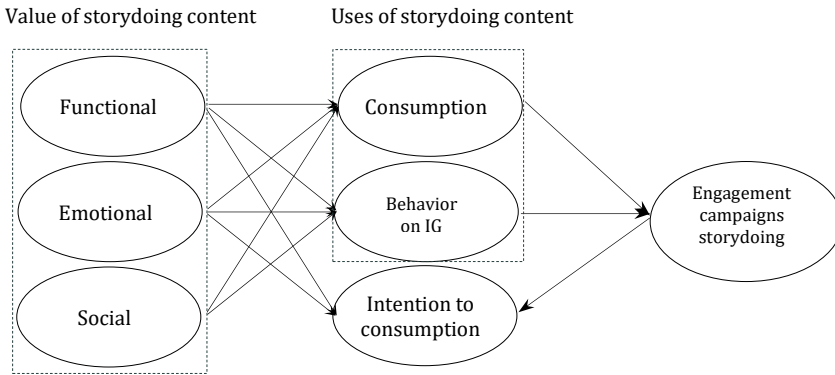 Value of storydoing content
Uses of storydoing content
Functional
Consumption
Emotional
Behavior
on IG
Engagement
campaigns
storydoing
Social
Intention to
consumption